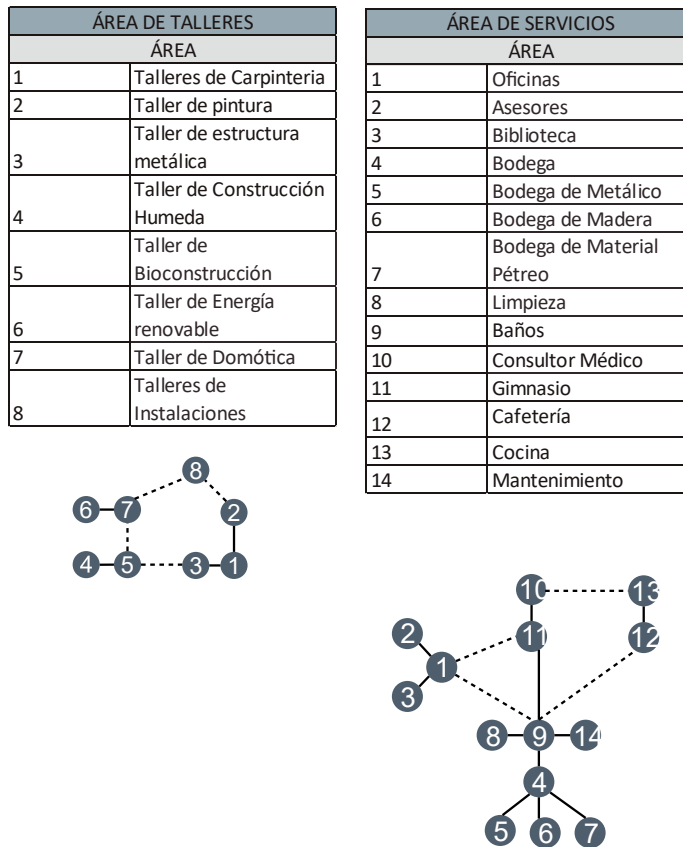 ÁREA DE TALLERES
ÁREA
1 Talleres de Carpinteria
2 Taller de pintura
Taller de estructura
3 metálica
Taller de Construcción
4 Humeda
Taller de
5 Bioconstrucción
Taller de Energía
6 renovable
7 Taller de Domótica
Talleres de
8 Instalaciones
8
6 7 2
4 5 3 1
ÁREA DE SERVICIOS
ÁREA
1 Oficinas
2 Asesores
3 Biblioteca
4 Bodega
5 Bodega de Metálico
6 Bodega de Madera
Bodega de Material
7 Pétreo
8 Limpieza
9 Baños
10 Consultor Médico
11 Gimnasio
12 Cafetería
13 Cocina
14 Mantenimiento
10 13
2 11 12
1
3
8 9 14
4
5 6 7